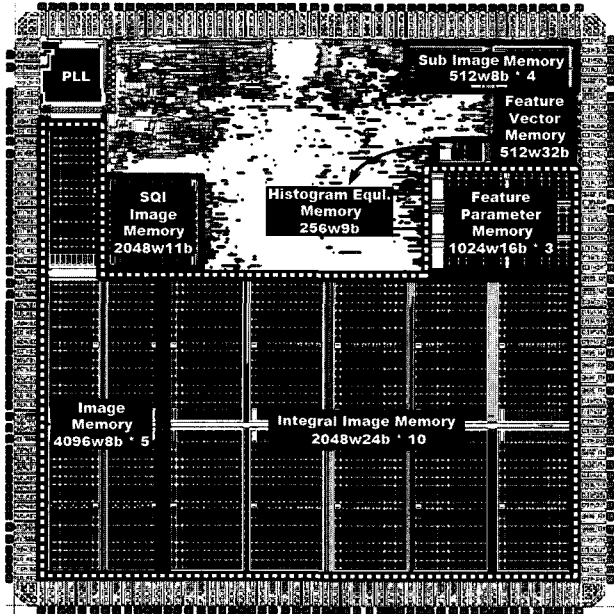 PLL
Sub Image Memory
512w8b * 4
Feature
Vector
Memory
512w32b
SQI
Image
Memory
2048w11b
Histogram Equl.
Memory
256w9b
Feature
Parameter
Memory
1024w16b * 3
Image
Memory
4096w8b * 5
Integral Image Memory
2048w24b * 10